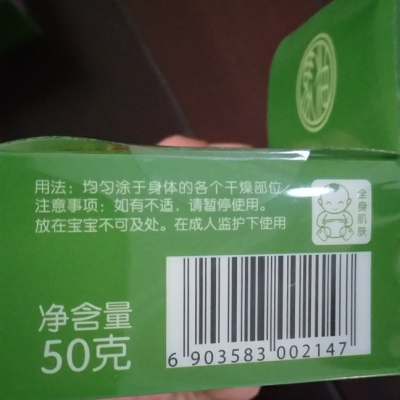 用法：均匀涂于身体的各个干燥部位
注意事项：如有不适，请暂停使用。
放在宝宝不可及处。在成人监护下使用
全身肌肤
净含量
50克
6 903583 002147